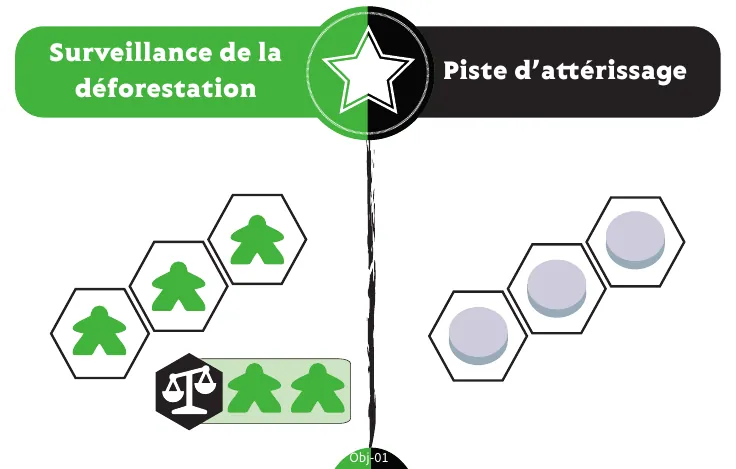 Surveillance de la
déforestation
Piste d’attérissage
Obj-01